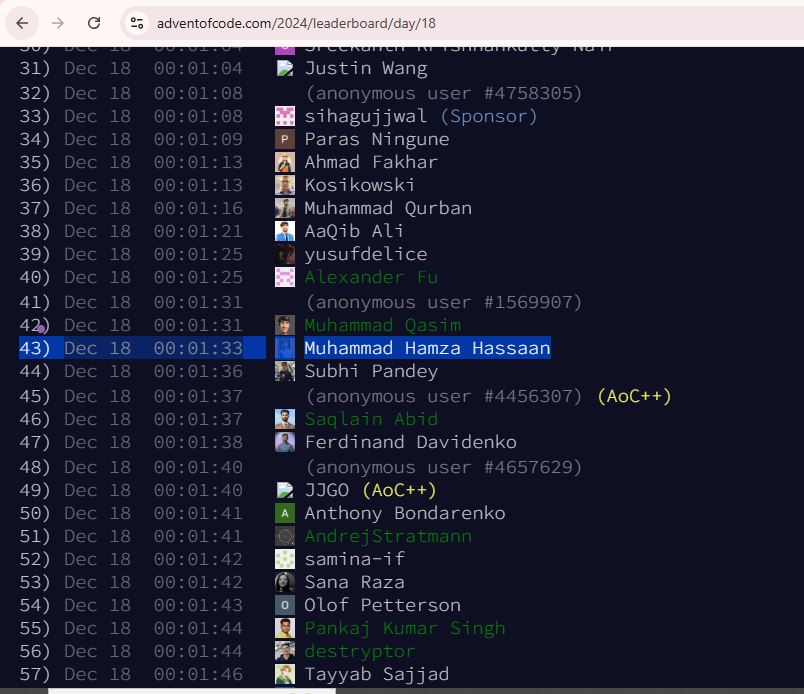 adventofcode.com/2024/leaderboard/day/18
30) Dec 18 00:01:04 Sreekanth Krishnankutty Nair
31) Dec 18 00:01:04 Justin Wang
32) Dec 18 00:01:08 (anonymous user #4758305)
33) Dec 18 00:01:08 sihagujjwal (Sponsor)
34) Dec 18 00:01:09 P Paras Ningune
35) Dec 18 00:01:13 Ahmad Fakhar
36) Dec 18 00:01:13 Kosikowski
37) Dec 18 00:01:16 Muhammad Qurban
38) Dec 18 00:01:21 AaQib Ali
39) Dec 18 00:01:25 yusufdelice
40) Dec 18 00:01:25 Alexander Fu
41) Dec 18 00:01:31 (anonymous user #1569907)
42) Dec 18 00:01:31 Muhammad Qasim
43) Dec 18 00:01:33 Muhammad Hamza Hassaan
44) Dec 18 00:01:36 Subhi Pandey
45) Dec 18 00:01:37 (anonymous user #4456307) (AoC++)
46) Dec 18 00:01:37 Saqlain Abid
47) Dec 18 00:01:38 Ferdinand Davidenko
48) Dec 18 00:01:40 (anonymous user #4657629)
49) Dec 18 00:01:40 JJGO (AoC++)
50) Dec 18 00:01:41 A Anthony Bondarenko
51) Dec 18 00:01:41 AndrejStratmann
52) Dec 18 00:01:42 samina-if
53) Dec 18 00:01:42 Sana Raza
54) Dec 18 00:01:43 O Olof Petterson
55) Dec 18 00:01:44 Pankaj Kumar Singh
56) Dec 18 00:01:44 destryptor
57) Dec 18 00:01:46 Tayyab Sajjad